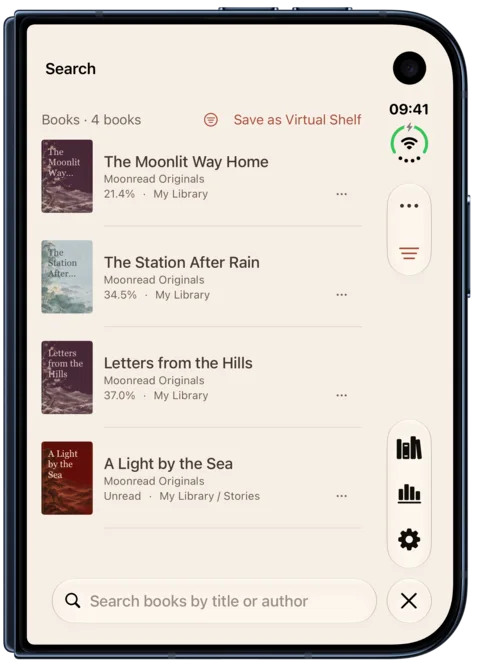 Search
09:41
Books · 4 books
Save as Virtual Shelf
The
Moonlit
Way...
The Moonlit Way Home
Moonread Originals
21.4% · My Library
The
Station
After...
The Station After Rain
Moonread Originals
34.5% · My Library
Letters
from the
Hills
Letters from the Hills
Moonread Originals
37.0% · My Library
A Light
by the
Sea
A Light by the Sea
Moonread Originals
Unread · My Library / Stories
Search books by title or author